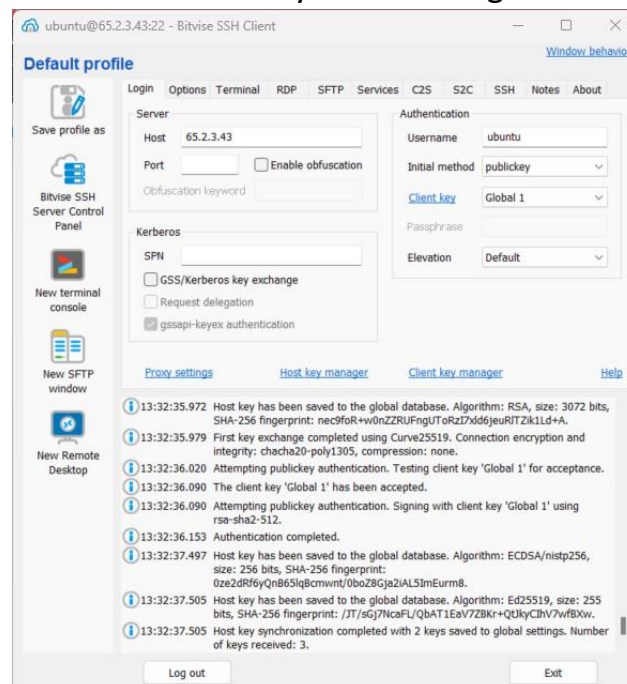 ubuntu@65.2.3.43:22 - Bitvise SSH Client
Window behavio
Default profile
Save profile as
Bitvise SSH
Server Control
Panel
New terminal
console
New SFTP
window
New Remote
Desktop
Login Options Terminal RDP SFTP Services C2S S2C SSH Notes About
Server
Host 65.2.3.43
Port Enable obfuscation
Obfuscation keyword
Kerberos
SPN
GSS/Kerberos key exchange
Request delegation
gssapi-keyex authentication
Authentication
Username ubuntu
Initial method publickey
Client key Global 1
Passphrase
Elevation Default
Proxy settings Host key manager Client key manager Help
13:32:35.972 Host key has been saved to the global database. Algorithm: RSA, size: 3072 bits,
SHA-256 fingerprint: nec9foR+w0nZZRUFngUToRzI7xdd6jeuRlTZik1Ld+A.
13:32:35.979 First key exchange completed using Curve25519. Connection encryption and
integrity: chacha20-poly1305, compression: none.
13:32:36.020 Attempting publickey authentication. Testing client key 'Global 1' for acceptance.
13:32:36.090 The client key 'Global 1' has been accepted.
13:32:36.090 Attempting publickey authentication. Signing with client key 'Global 1' using
rsa-sha2-512.
13:32:36.153 Authentication completed.
13:32:37.497 Host key has been saved to the global database. Algorithm: ECDSA/nistp256,
size: 256 bits, SHA-256 fingerprint:
0ze2dRf6yQnB65lqBcmwnt/0boZ8Gja2iAL5ImEurm8.
13:32:37.505 Host key has been saved to the global database. Algorithm: Ed25519, size: 255
bits, SHA-256 fingerprint: /JT/sGj7NcaFL/QbAT1EaV7ZBKr+QtJkyCIhV7wfBXw.
13:32:37.505 Host key synchronization completed with 2 keys saved to global settings. Number
of keys received: 3.
Log out Exit